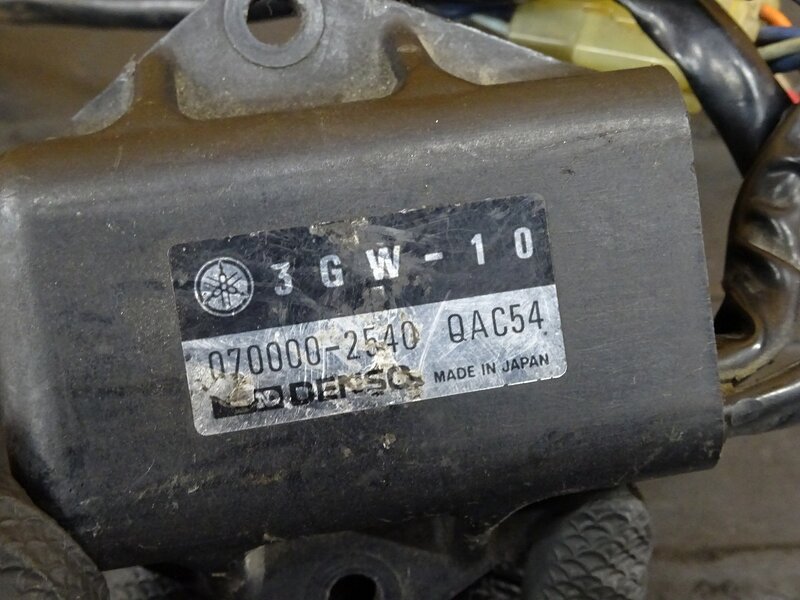 3GW-10
070000-2540 QAC54
DENSO MADE IN JAPAN